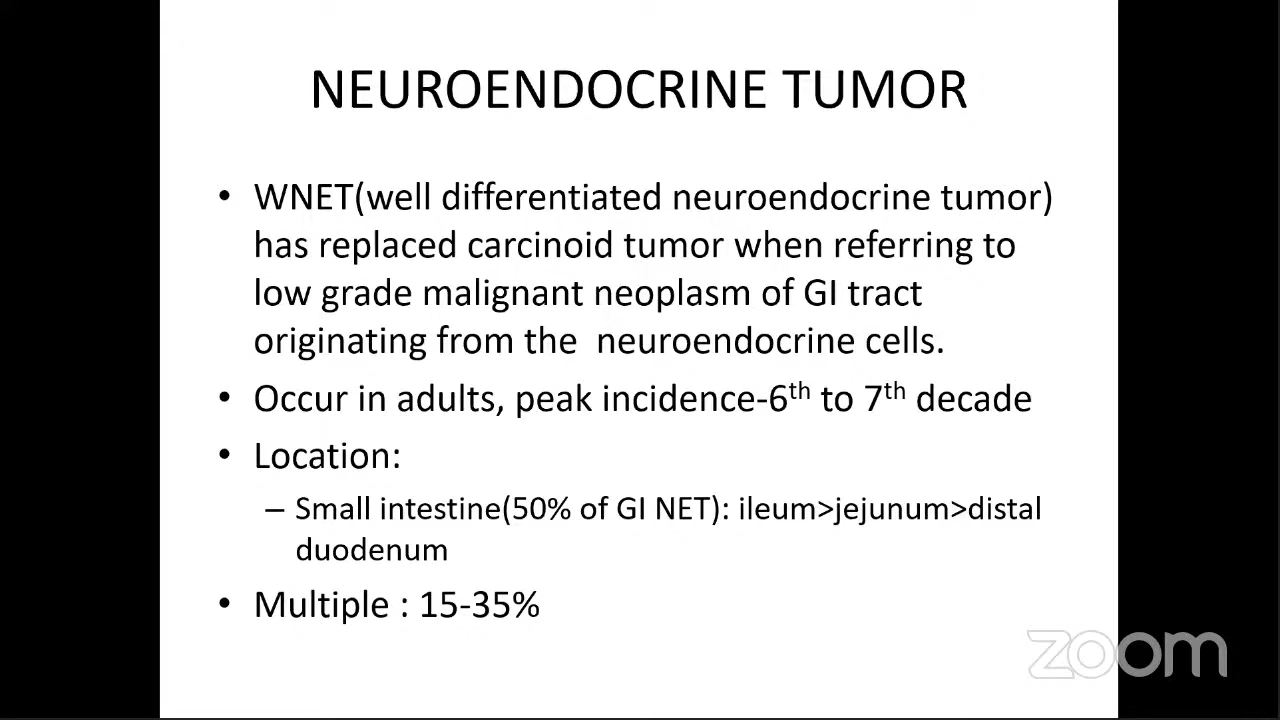 NEUROENDOCRINE TUMOR
• WNET(well differentiated neuroendocrine tumor)
has replaced carcinoid tumor when referring to
low grade malignant neoplasm of GI tract
originating from the  neuroendocrine cells.
• Occur in adults, peak incidence-6th to 7th decade
• Location:
– Small intestine(50% of GI NET): ileum>jejunum>distal
duodenum
• Multiple : 15-35%
zoom